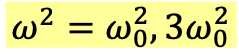 ω² = ω₀², 3ω₀²